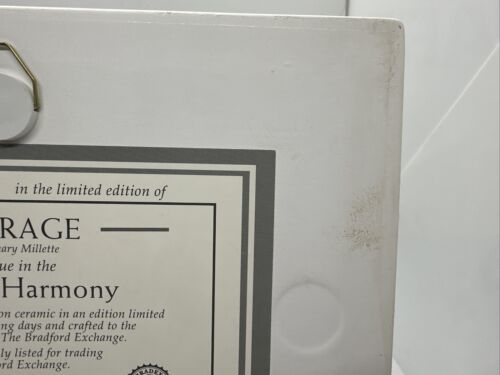 in the limited edition of
RAGE
ary Millette
ue in the
Harmony
on ceramic in an edition limited
ng days and crafted to the
The Bradford Exchange.
ly listed for trading
ord Exchange.